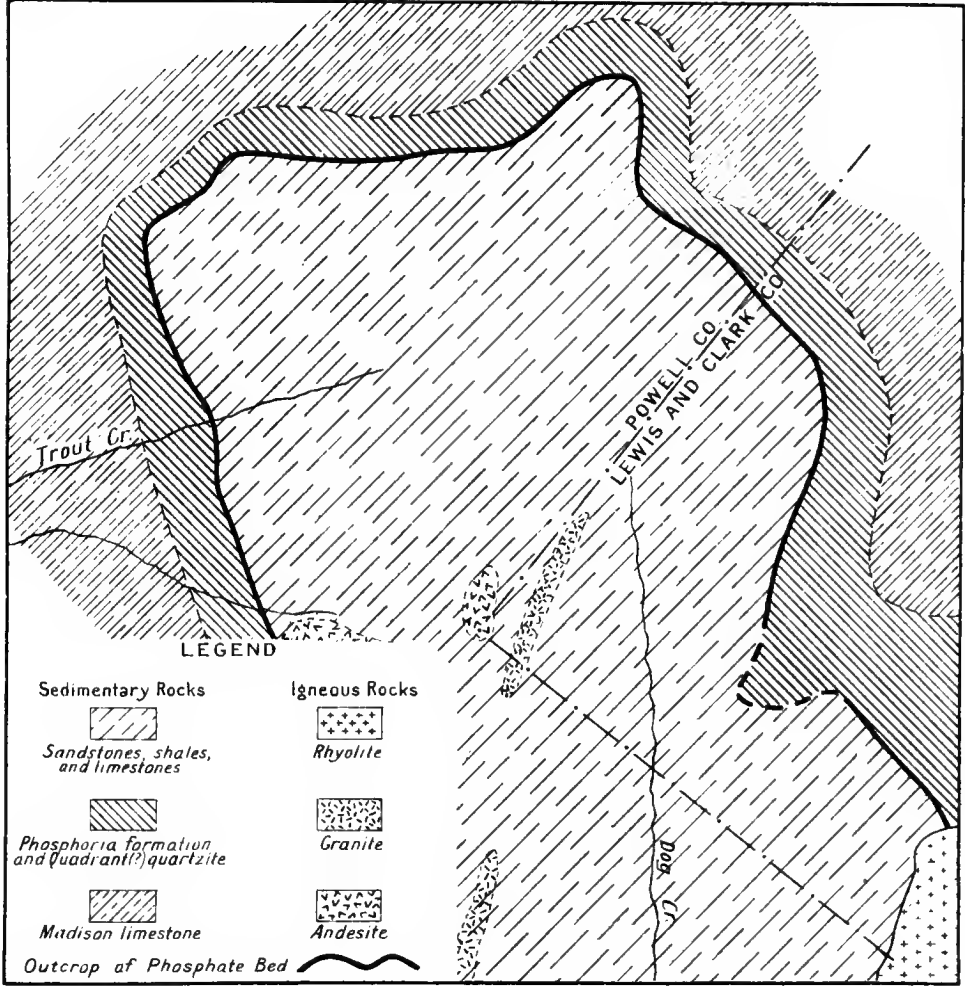 POWELL CO
LEWIS AND CLARK CO
Trout Cr.
Dog Cr.
LEGEND
Sedimentary Rocks
Sandstones, shales,
and limestones
Phosphoria formation
and Quadrant(?) quartzite
Madison limestone
Igneous Rocks
Rhyolite
Granite
Andesite
Outcrop of Phosphate Bed